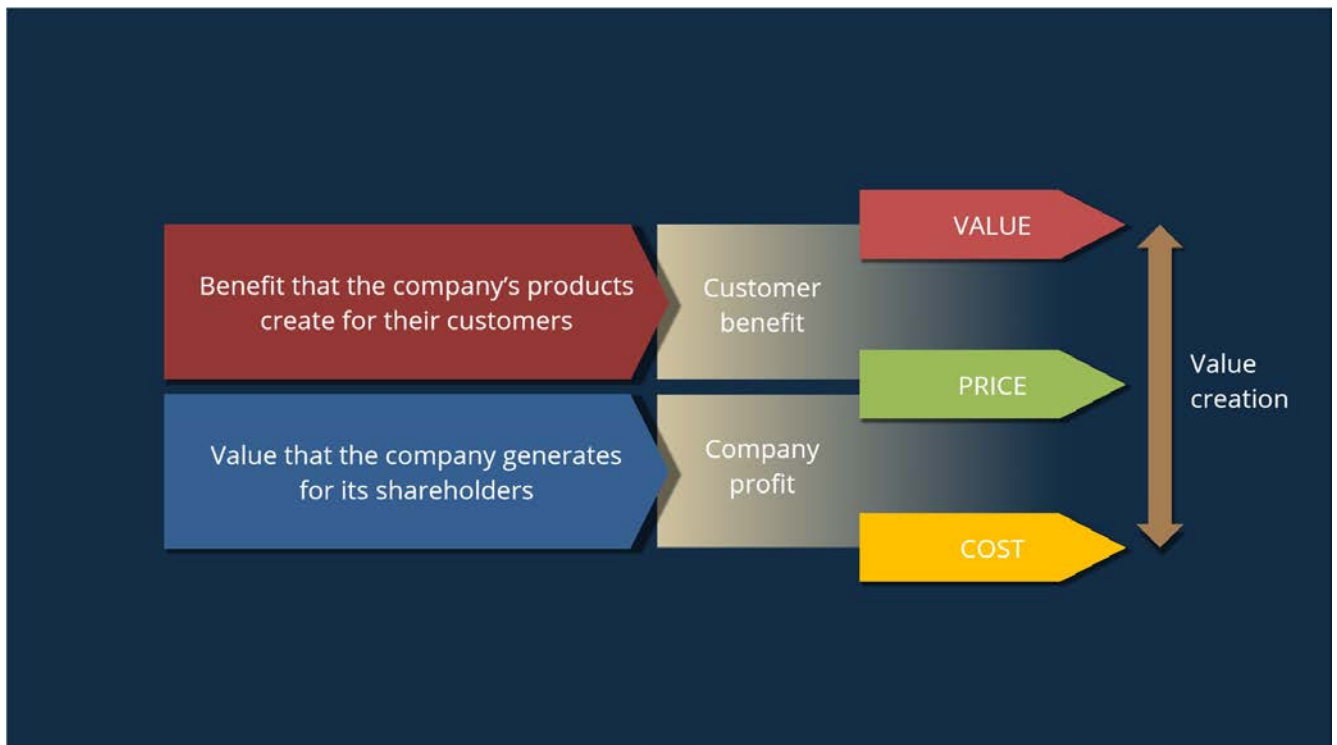 Benefit that the company’s products
create for their customers
Customer
benefit
VALUE
PRICE
Value
creation
Value that the company generates
for its shareholders
Company
profit
COST